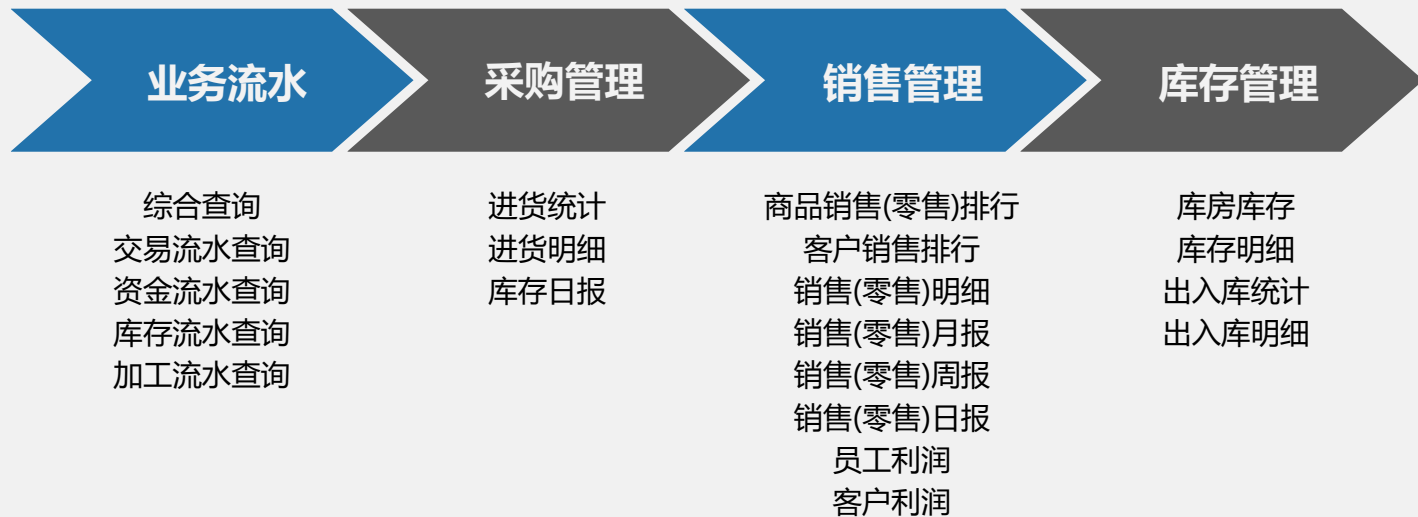 业务流水
采购管理
销售管理
库存管理
综合查询
交易流水查询
资金流水查询
库存流水查询
加工流水查询
进货统计
进货明细
库存日报
商品销售(零售)排行
客户销售排行
销售(零售)明细
销售(零售)月报
销售(零售)周报
销售(零售)日报
员工利润
客户利润
库房库存
库存明细
出入库统计
出入库明细